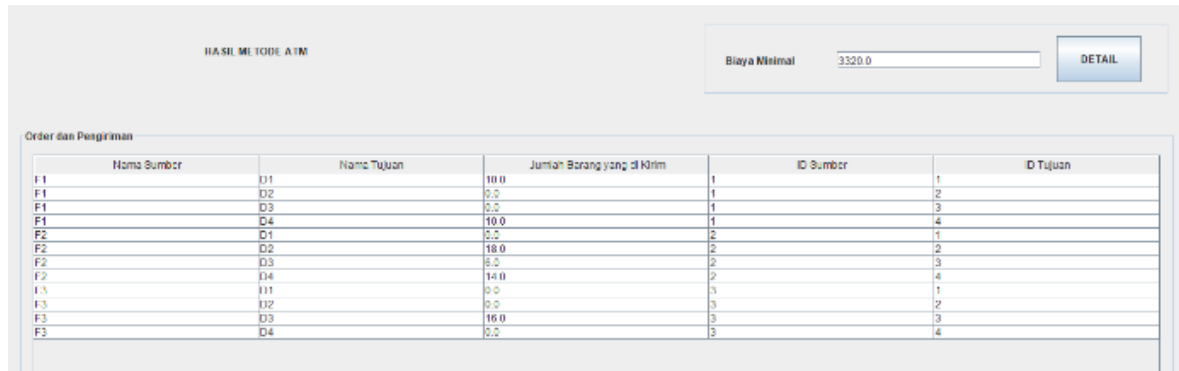 HASIL METODE ATM
Biaya Minimal 3320.0 DETAIL
Order dan Pengiriman
Nama Sumber Nama Tujuan Jumlah Barang yang di Kirim ID Sumber ID Tujuan
F1 D1 10.0 1 1
F1 D2 0.0 1 2
F1 D3 0.0 1 3
F1 D4 10.0 1 4
F2 D1 0.0 2 1
F2 D2 18.0 2 2
F2 D3 6.0 2 3
F2 D4 14.0 2 4
F3 D1 0.0 3 1
F3 D2 0.0 3 2
F3 D3 16.0 3 3
F3 D4 0.0 3 4